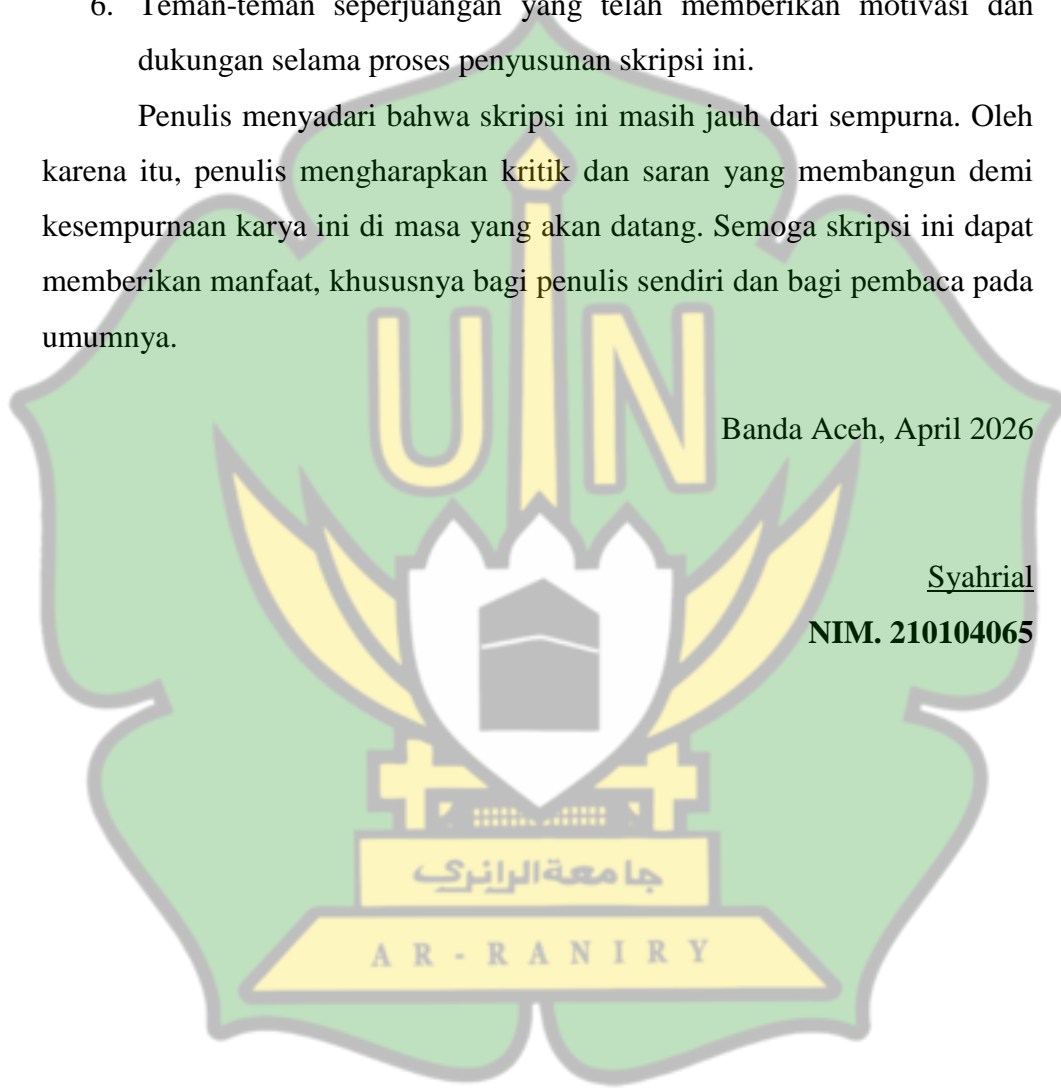 6. Teman-teman seperjuangan yang telah memberikan motivasi dan
dukungan selama proses penyusunan skripsi ini.
Penulis menyadari bahwa skripsi ini masih jauh dari sempurna. Oleh
karena itu, penulis mengharapkan kritik dan saran yang membangun demi
kesempurnaan karya ini di masa yang akan datang. Semoga skripsi ini dapat
memberikan manfaat, khususnya bagi penulis sendiri dan bagi pembaca pada
umumnya.
UIN
Banda Aceh, April 2026
Syahrial
NIM. 210104065
جامعة الرانري
AR-RANIRY